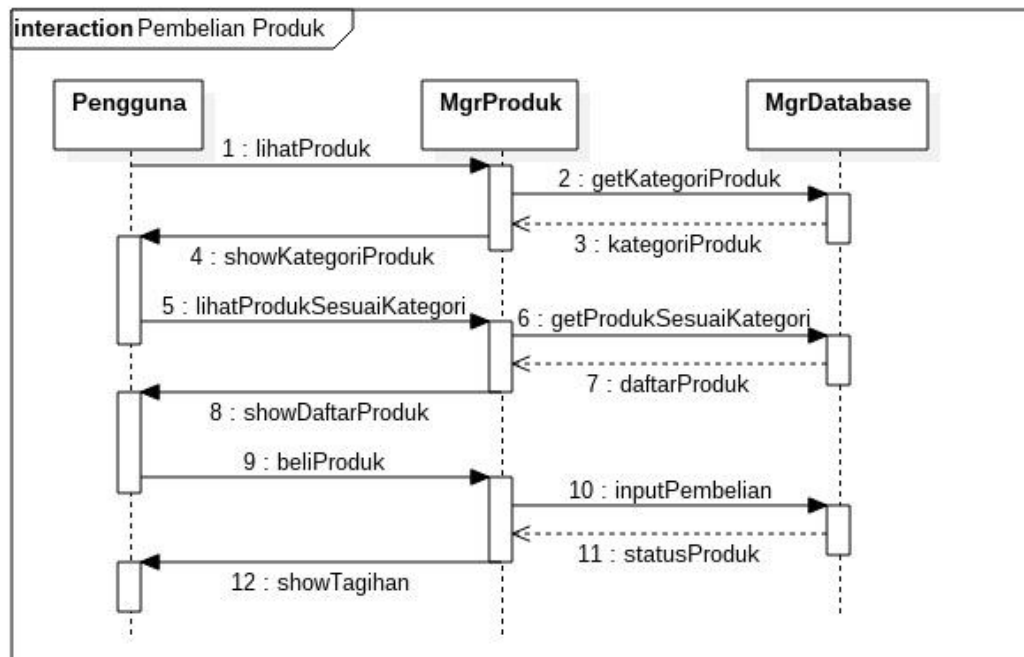 interaction Pembelian Produk
Pengguna
MgrProduk
MgrDatabase
1 : lihatProduk
2 : getKategoriProduk
3 : kategoriProduk
4 : showKategoriProduk
5 : lihatProdukSesuaiKategori
6 : getProdukSesuaiKategori
7 : daftarProduk
8 : showDaftarProduk
9 : beliProduk
10 : inputPembelian
11 : statusProduk
12 : showTagihan